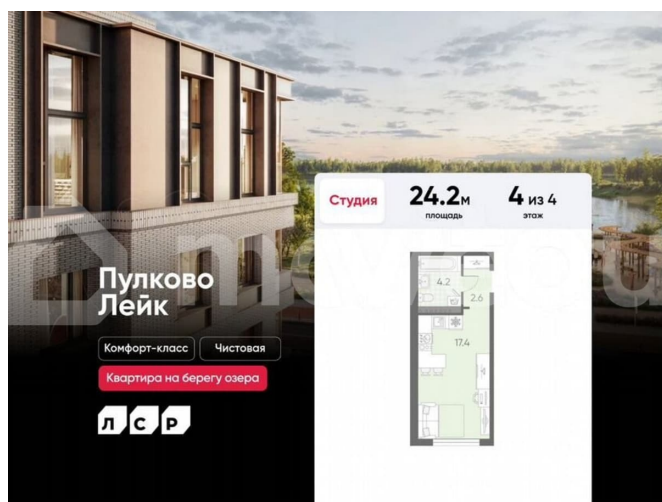 Студия
24.2м
площадь
4 из 4
этаж
4.2
2.6
17.4
Пулково
Лейк
Комфорт-класс
Чистовая
Квартира на берегу озера
ЛСР